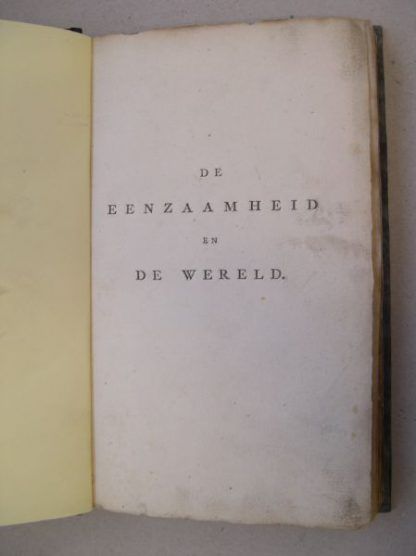 DE
EENZAAMHEID
EN
DE WERELD.